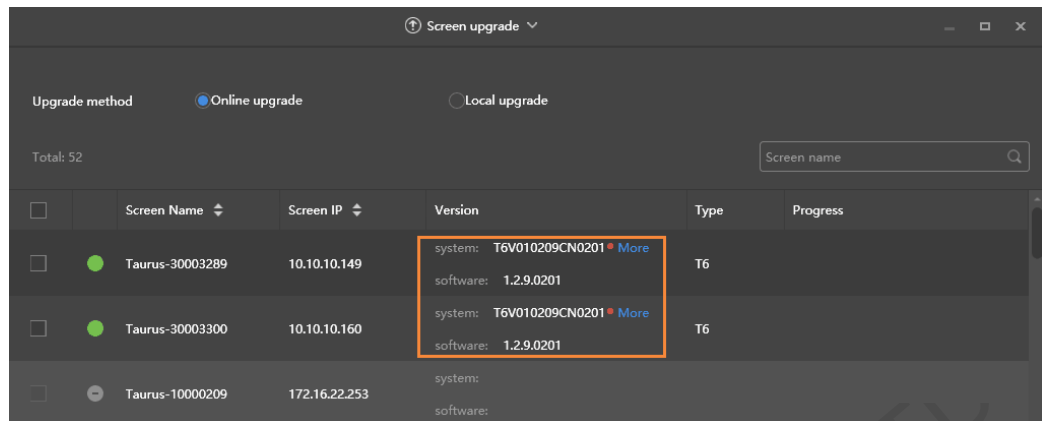 Screen upgrade
Upgrade method Online upgrade Local upgrade
Total: 52 Screen name
Screen Name Screen IP Version Type Progress
system: T6V010209CN0201 More
Taurus-30003289 10.10.10.149 T6
software: 1.2.9.0201
system: T6V010209CN0201 More
Taurus-30003300 10.10.10.160 T6
software: 1.2.9.0201
system:
Taurus-10000209 172.16.22.253
software: